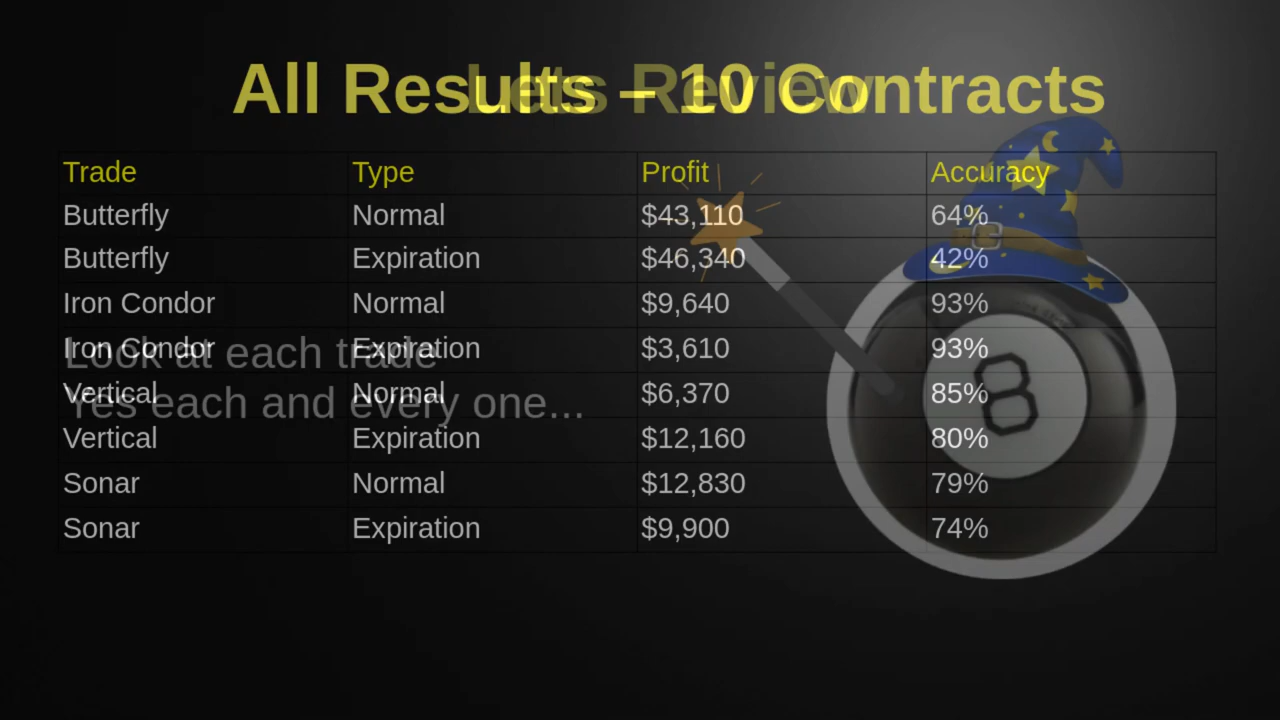 All Results – 10 Contracts
Lets Review
Trade Type Profit Accuracy
Butterfly Normal $43,110 64%
Butterfly Expiration $46,340 42%
Iron Condor Normal $9,640 93%
Iron Condor Expiration $3,610 93%
Look at each trade
Vertical Normal $6,370 85%
Yes each and every one...
Vertical Expiration $12,160 80%
Sonar Normal $12,830 79%
Sonar Expiration $9,900 74%
8